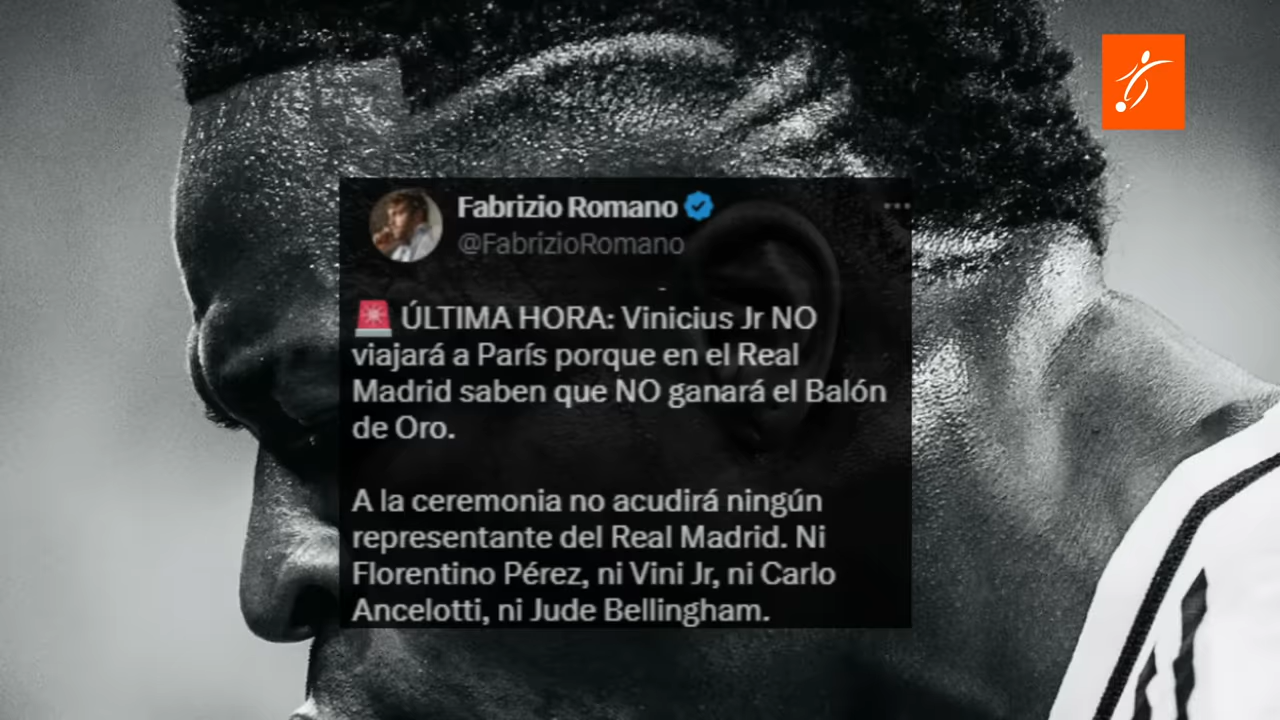 Fabrizio Romano
@FabrizioRomano
🚨 ÚLTIMA HORA: Vinicius Jr NO
viajará a París porque en el Real
Madrid saben que NO ganará el Balón
de Oro.
A la ceremonia no acudirá ningún
representante del Real Madrid. Ni
Florentino Pérez, ni Vini Jr, ni Carlo
Ancelotti, ni Jude Bellingham.